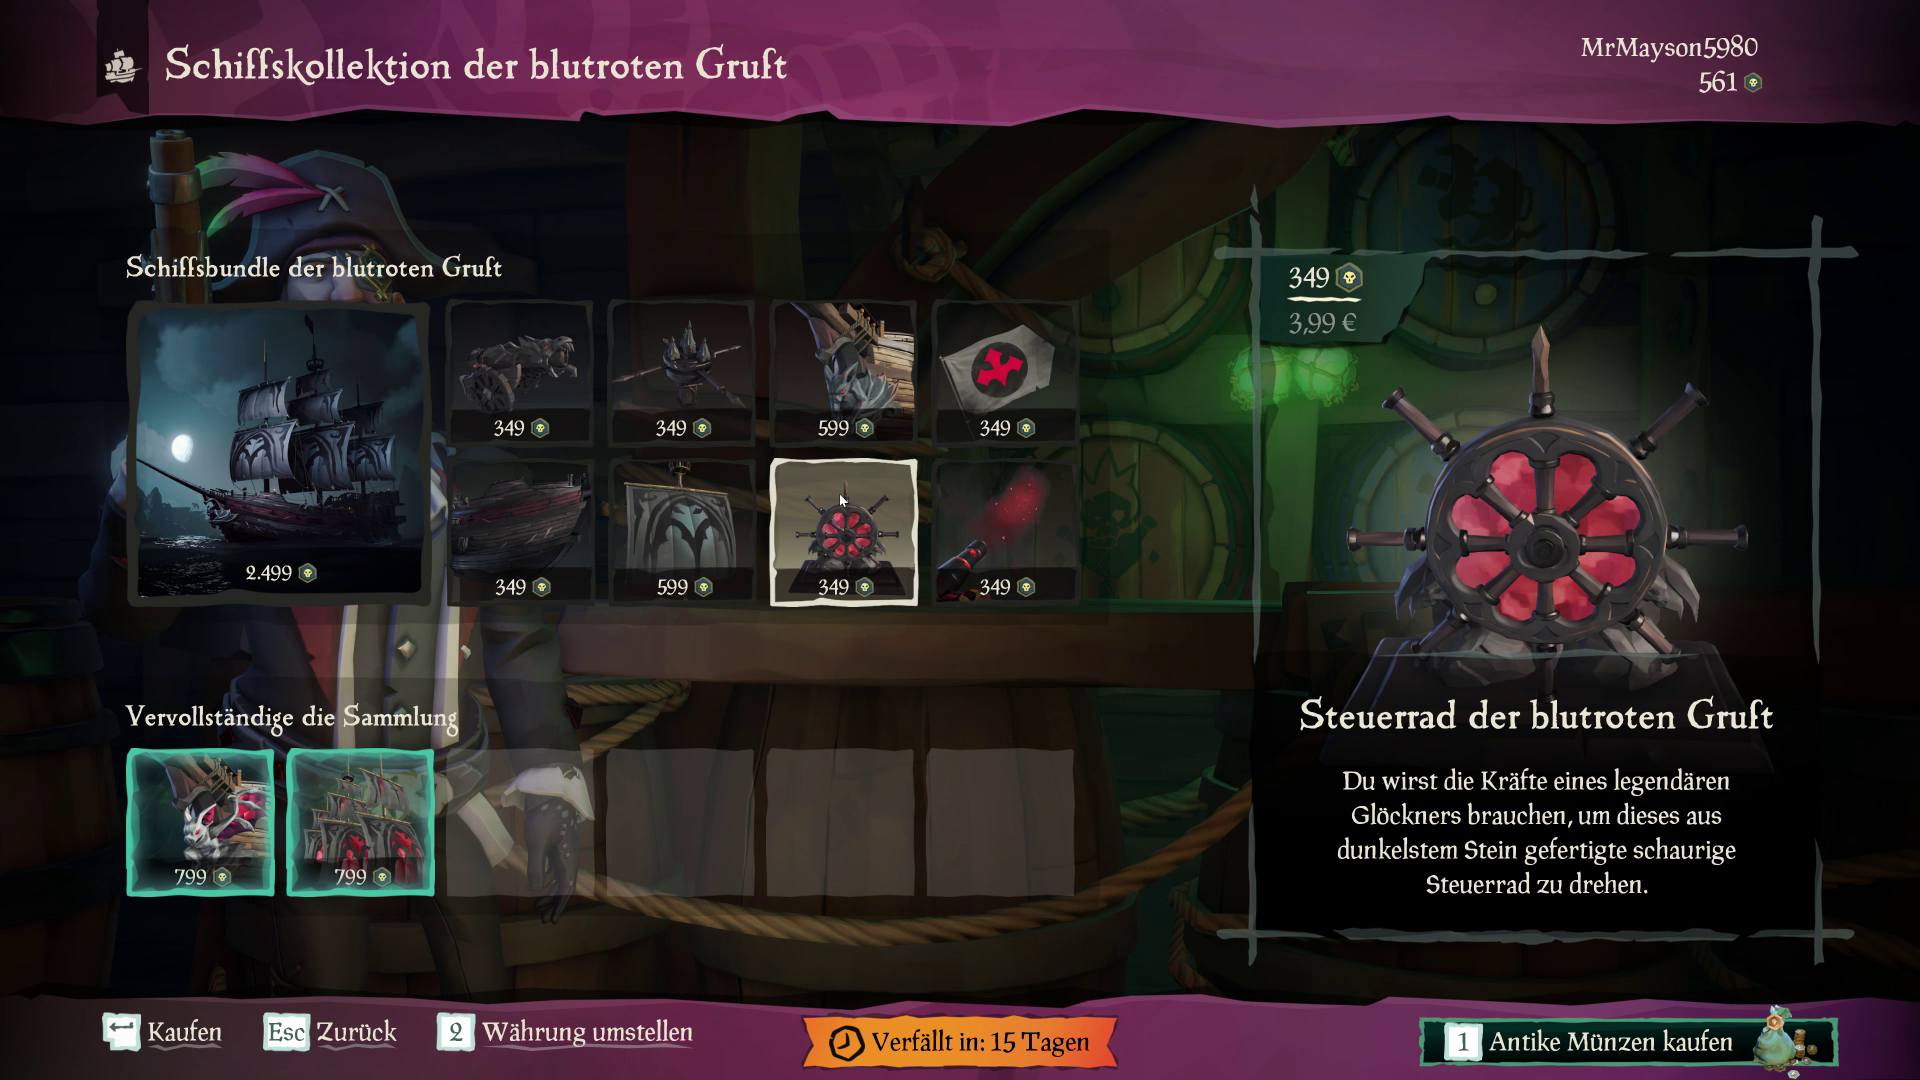 Schiffskollektion der blutroten Gruft
MrMayson5980
561
Schiffsbundle der blutroten Gruft
2.499
349
349
599
349
349
599
349
349
349
3,99 €
Steuerrad der blutroten Gruft
Du wirst die Kräfte eines legendären
Glöckners brauchen, um dieses aus
dunkelstem Stein gefertigte schaurige
Steuerrad zu drehen.
Vervollständige die Sammlung
799
799
Kaufen
Esc Zurück
2 Währung umstellen
Verfällt in: 15 Tagen
1 Antike Münzen kaufen